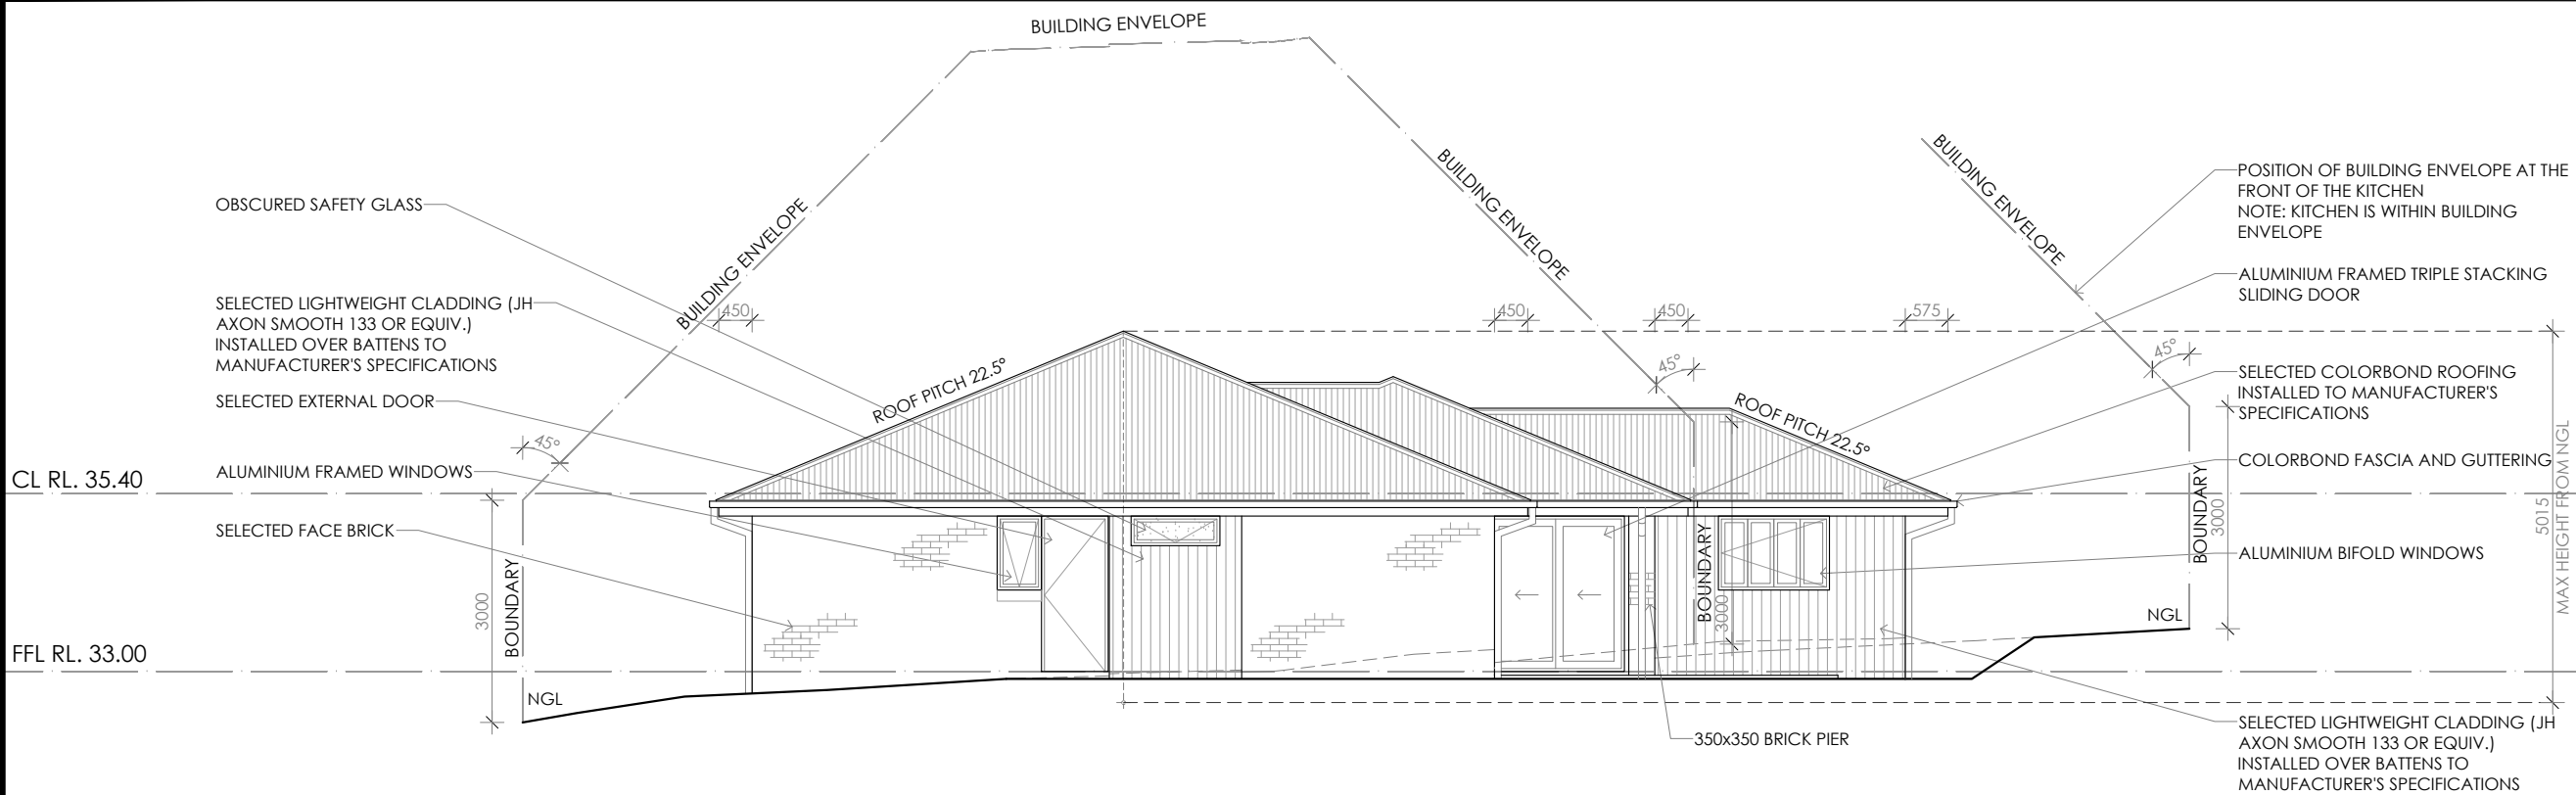 BUILDING ENVELOPE
BUILDING ENVELOPE
BUILDING ENVELOPE
BUILDING ENVELOPE
OBSCURED SAFETY GLASS
SELECTED LIGHTWEIGHT CLADDING (JH
AXON SMOOTH 133 OR EQUIV.)
INSTALLED OVER BATTENS TO
MANUFACTURER'S SPECIFICATIONS
SELECTED EXTERNAL DOOR
ALUMINIUM FRAMED WINDOWS
SELECTED FACE BRICK
CL RL. 35.40
FFL RL. 33.00
450
450
450
575
45°
45°
45°
ROOF PITCH 22.5°
ROOF PITCH 22.5°
3000
BOUNDARY
NGL
BOUNDARY
3000
BOUNDARY
3000
NGL
5015
MAX HEIGHT FROM NGL
POSITION OF BUILDING ENVELOPE AT THE
FRONT OF THE KITCHEN
NOTE: KITCHEN IS WITHIN BUILDING
ENVELOPE
ALUMINIUM FRAMED TRIPLE STACKING
SLIDING DOOR
SELECTED COLORBOND ROOFING
INSTALLED TO MANUFACTURER'S
SPECIFICATIONS
COLORBOND FASCIA AND GUTTERING
ALUMINIUM BIFOLD WINDOWS
350x350 BRICK PIER
SELECTED LIGHTWEIGHT CLADDING (JH
AXON SMOOTH 133 OR EQUIV.)
INSTALLED OVER BATTENS TO
MANUFACTURER'S SPECIFICATIONS